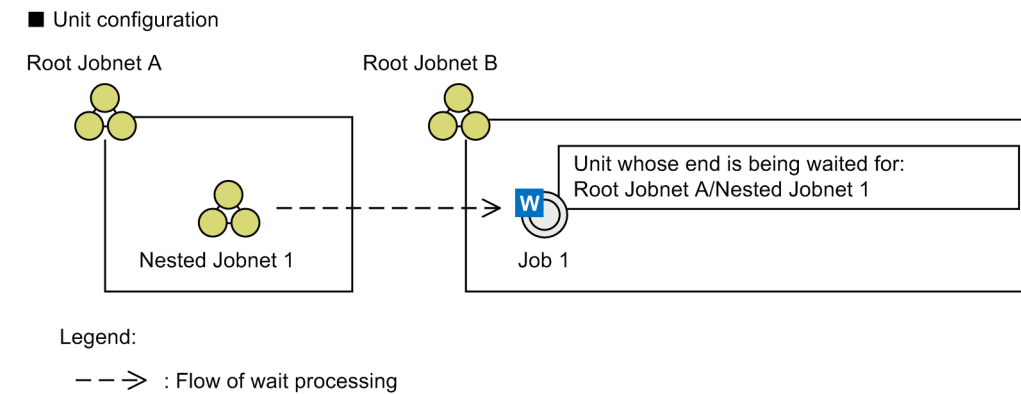 ■ Unit configuration
Root Jobnet A
Root Jobnet B
Unit whose end is being waited for:
Root Jobnet A/Nested Jobnet 1
W
Nested Jobnet 1
Job 1
Legend:
: Flow of wait processing